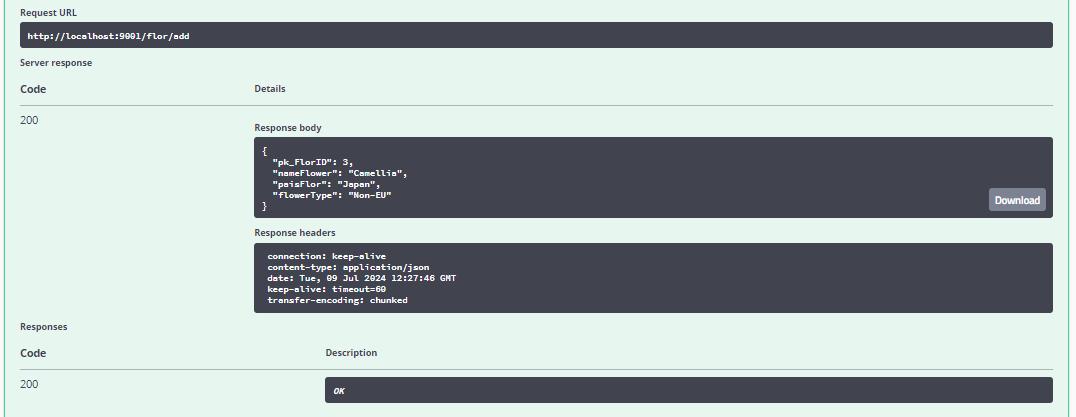 Request URL
http://localhost:9001/flor/add
Server response
Code Details
200
Response body
{
"pk_FlorID": 3,
"nameFlower": "Camellia",
"paisFlor": "Japan",
"flowerType": "Non-EU"
}
Download
Response headers
connection: keep-alive
content-type: application/json
date: Tue, 09 Jul 2024 12:27:46 GMT
keep-alive: timeout=60
transfer-encoding: chunked
Responses
Code Description
200
OK